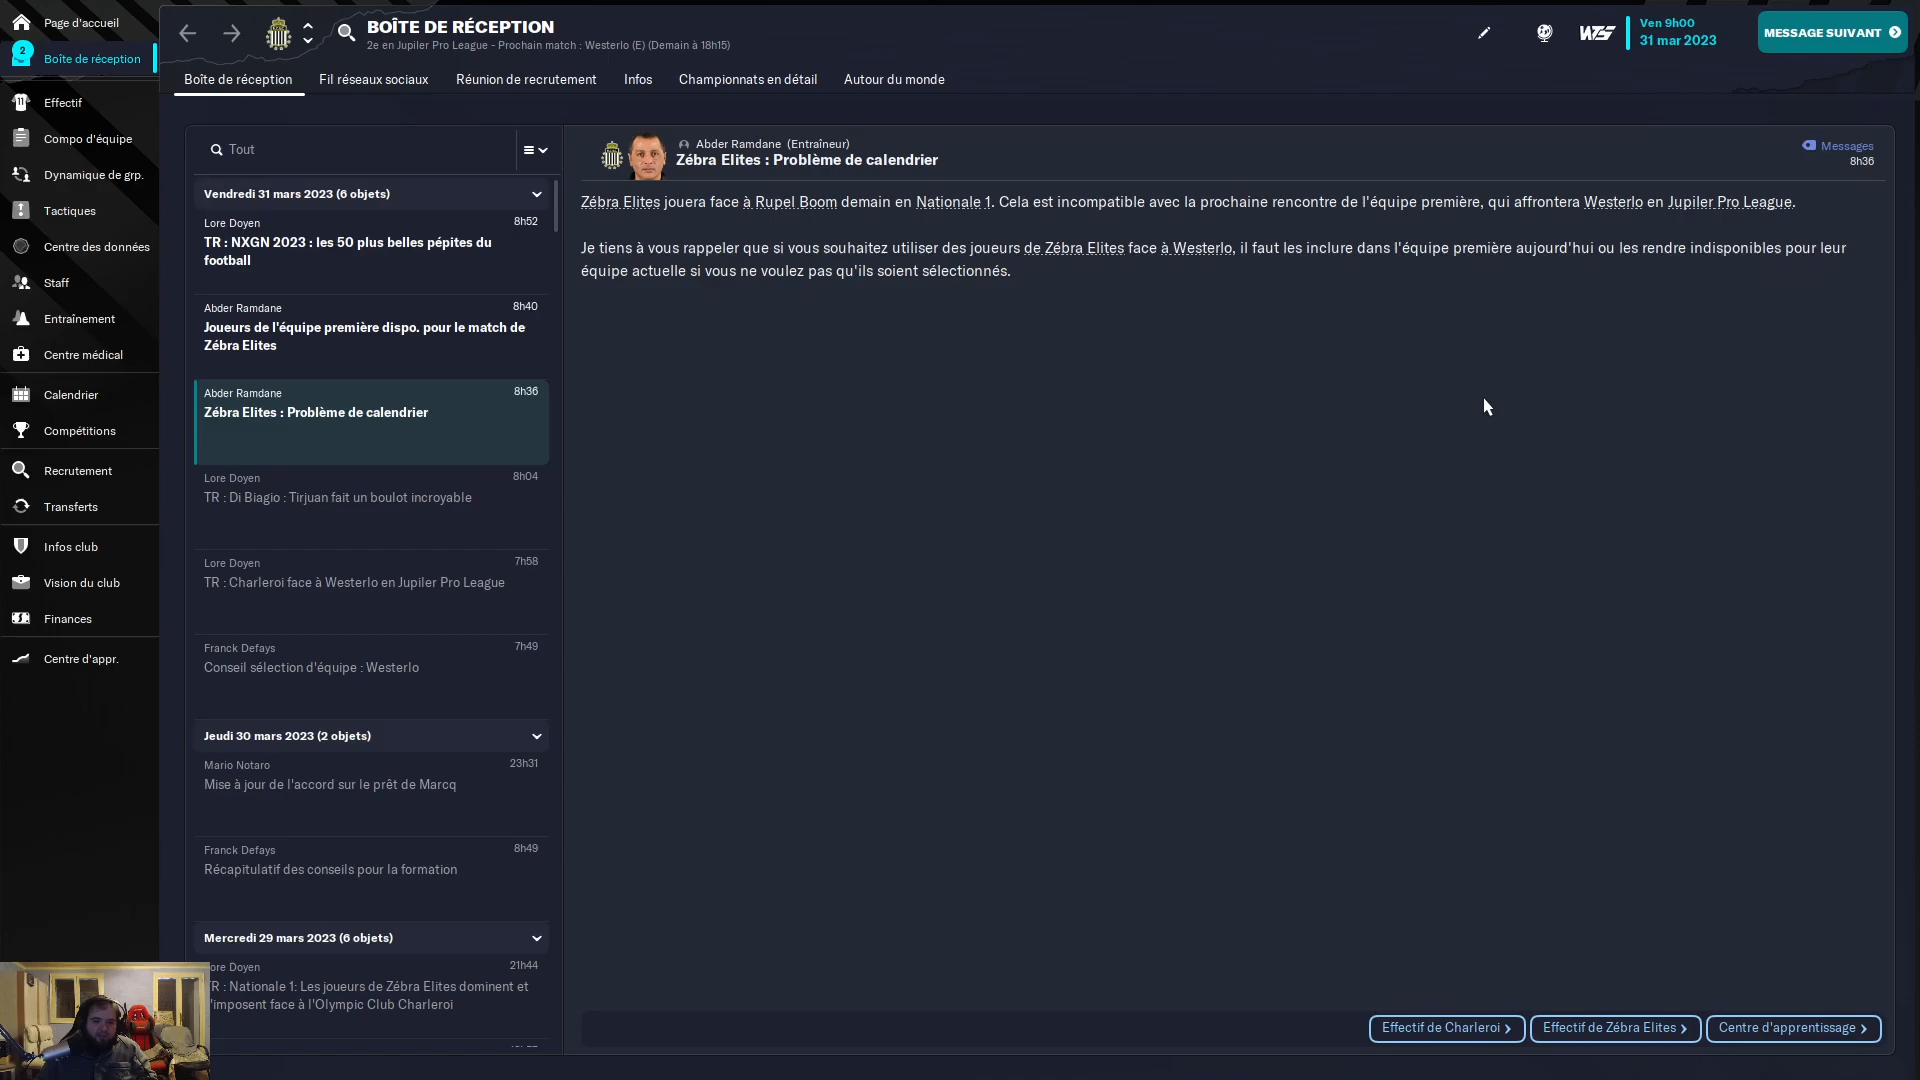 Page d'accueil
2
Boîte de réception
Effectif
Compo d'équipe
Dynamique de grp.
Tactiques
Centre des données
Staff
Entraînement
Centre médical
Calendrier
Compétitions
Recrutement
Transferts
Infos club
Vision du club
Finances
Centre d'appr.
BOÎTE DE RÉCEPTION
2e en Jupiler Pro League - Prochain match : Westerlo (E) (Demain à 18h15)
Ven 9h00
31 mar 2023
MESSAGE SUIVANT
Boîte de réception
Fil réseaux sociaux
Réunion de recrutement
Infos
Championnats en détail
Autour du monde
Tout
Vendredi 31 mars 2023 (6 objets)
Lore Doyen 8h52
TR : NXGN 2023 : les 50 plus belles pépites du
football
Abder Ramdane 8h40
Joueurs de l'équipe première dispo. pour le match de
Zébra Elites
Abder Ramdane 8h36
Zébra Elites : Problème de calendrier
Lore Doyen 8h04
TR : Di Biagio : Tirjuan fait un boulot incroyable
Lore Doyen 7h58
TR : Charleroi face à Westerlo en Jupiler Pro League
Franck Defays 7h49
Conseil sélection d'équipe : Westerlo
Jeudi 30 mars 2023 (2 objets)
Mario Notaro 23h31
Mise à jour de l'accord sur le prêt de Marcq
Franck Defays 8h49
Récapitulatif des conseils pour la formation
Mercredi 29 mars 2023 (6 objets)
ore Doyen 21h44
R : Nationale 1: Les joueurs de Zébra Elites dominent et
'imposent face à l'Olympic Club Charleroi
Abder Ramdane (Entraîneur)
Zébra Elites : Problème de calendrier
Messages
8h36
Zébra Elites jouera face à Rupel Boom demain en Nationale 1. Cela est incompatible avec la prochaine rencontre de l'équipe première, qui affrontera Westerlo en Jupiler Pro League.
Je tiens à vous rappeler que si vous souhaitez utiliser des joueurs de Zébra Elites face à Westerlo, il faut les inclure dans l'équipe première aujourd'hui ou les rendre indisponibles pour leur
équipe actuelle si vous ne voulez pas qu'ils soient sélectionnés.
Effectif de Charleroi
Effectif de Zébra Elites
Centre d'apprentissage